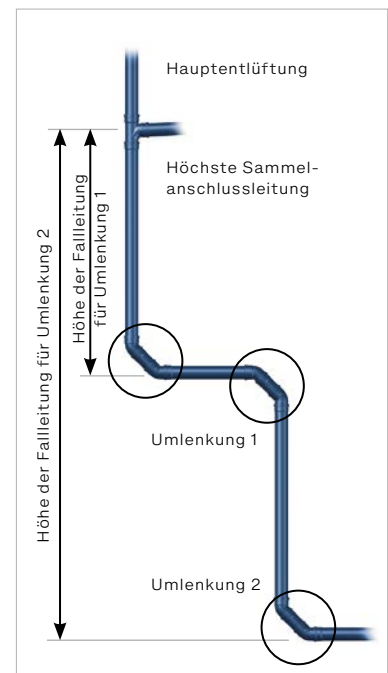 Hauptentlüftung
Höchste Sammel-
anschlussleitung
Höhe der Fallleitung
für Umlenkung 1
Höhe der Fallleitung für Umlenkung 2
Umlenkung 1
Umlenkung 2